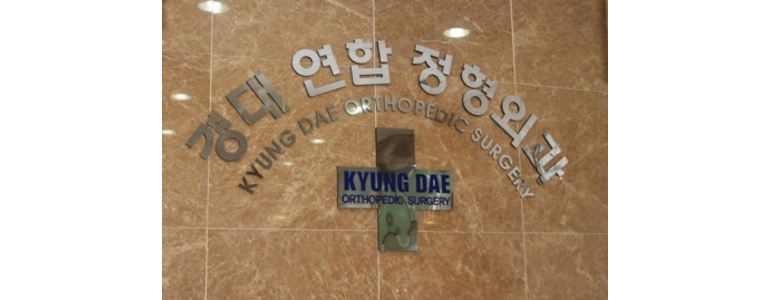 경대 연합 정형외과
KYUNG DAE ORTHOPEDIC SURGERY
KYUNG DAE
ORTHOPEDIC SURGERY